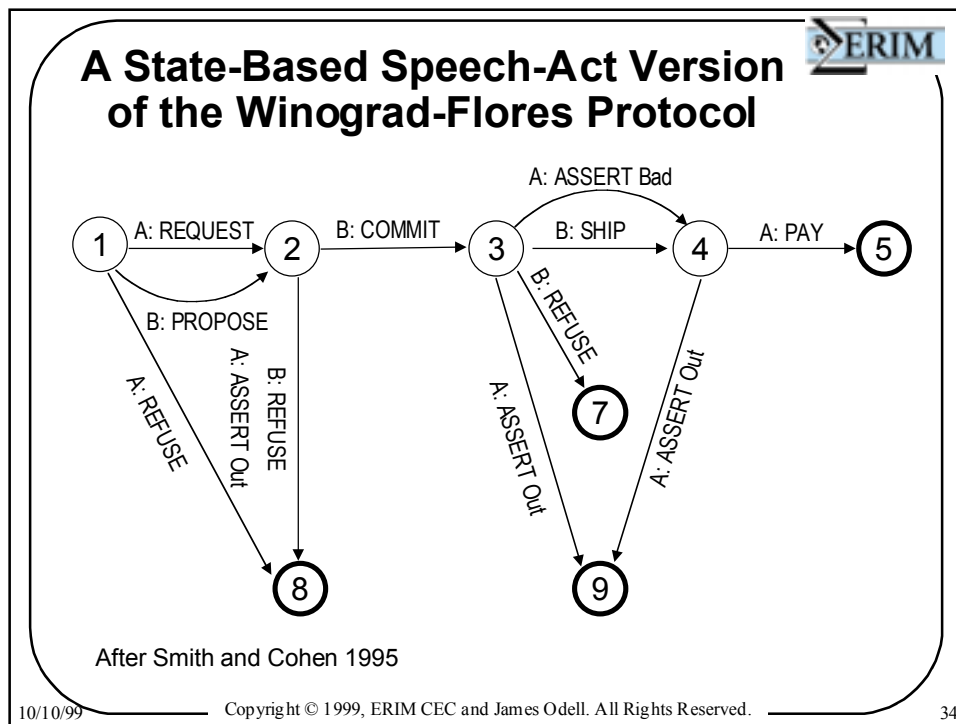 ERIM
A State-Based Speech-Act Version
of the Winograd-Flores Protocol
A: ASSERT Bad
1
A: REQUEST
2
B: COMMIT
3
B: SHIP
4
A: PAY
5
B: PROPOSE
B: REFUSE
A: REFUSE
A: ASSERT Out
B: REFUSE
A: ASSERT Out
A: ASSERT Out
7
8
9
After Smith and Cohen 1995
10/10/99
Copyright © 1999, ERIM CEC and James Odell. All Rights Reserved.
34